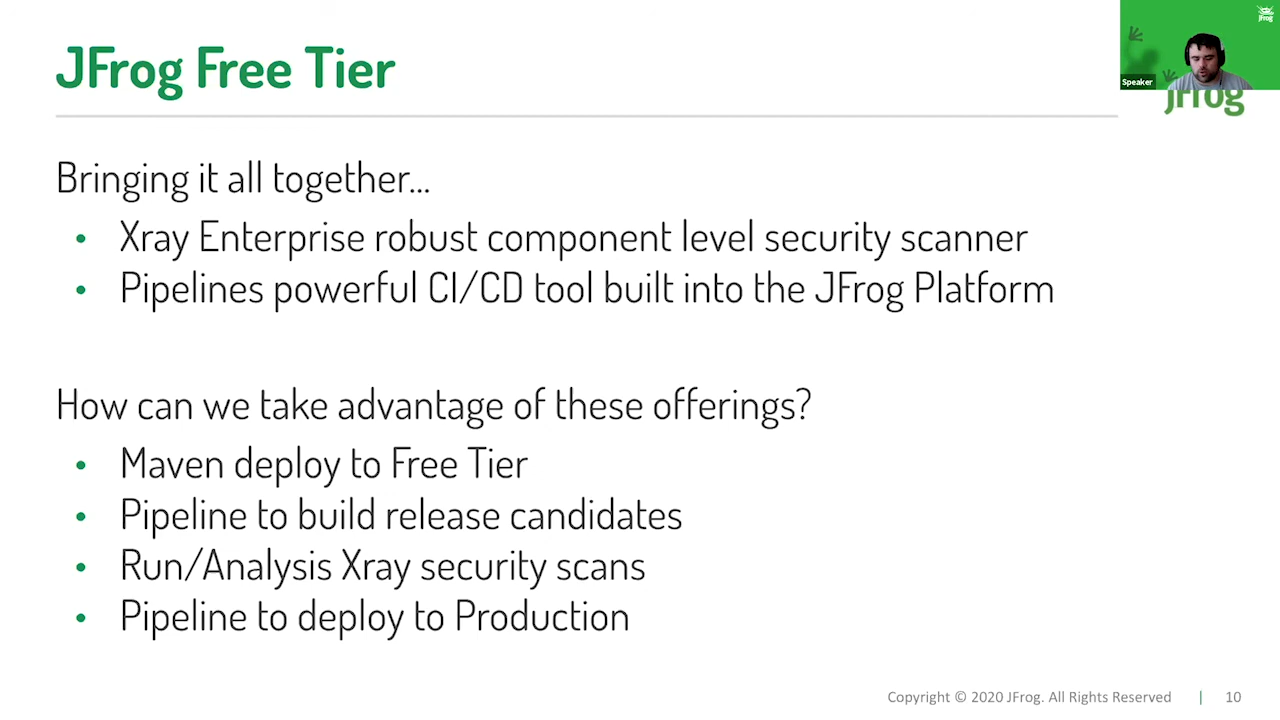 JFrog Free Tier
JFrog
Speaker
jfrog
Bringing it all together...
• Xray Enterprise robust component level security scanner
• Pipelines powerful CI/CD tool built into the JFrog Platform
How can we take advantage of these offerings?
• Maven deploy to Free Tier
• Pipeline to build release candidates
• Run/Analysis Xray security scans
• Pipeline to deploy to Production
Copyright © 2020 JFrog. All Rights Reserved | 10